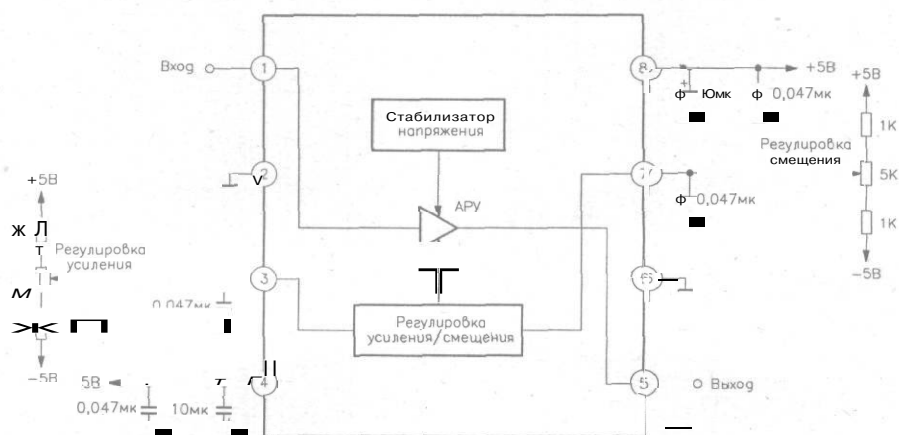 Вход
1
8
+5В
+
Юмк
0,047мк
+5В
1К
Стабилизатор
напряжения
Регулировка
смещения
5К
+5В
2
7
0,047мк
АРУ
1К
Регулировка
усиления
-5В
3
6
0,047мк
Регулировка
усиления/смещения
-5В
5В
4
5
Выход
0,047мк
10мк